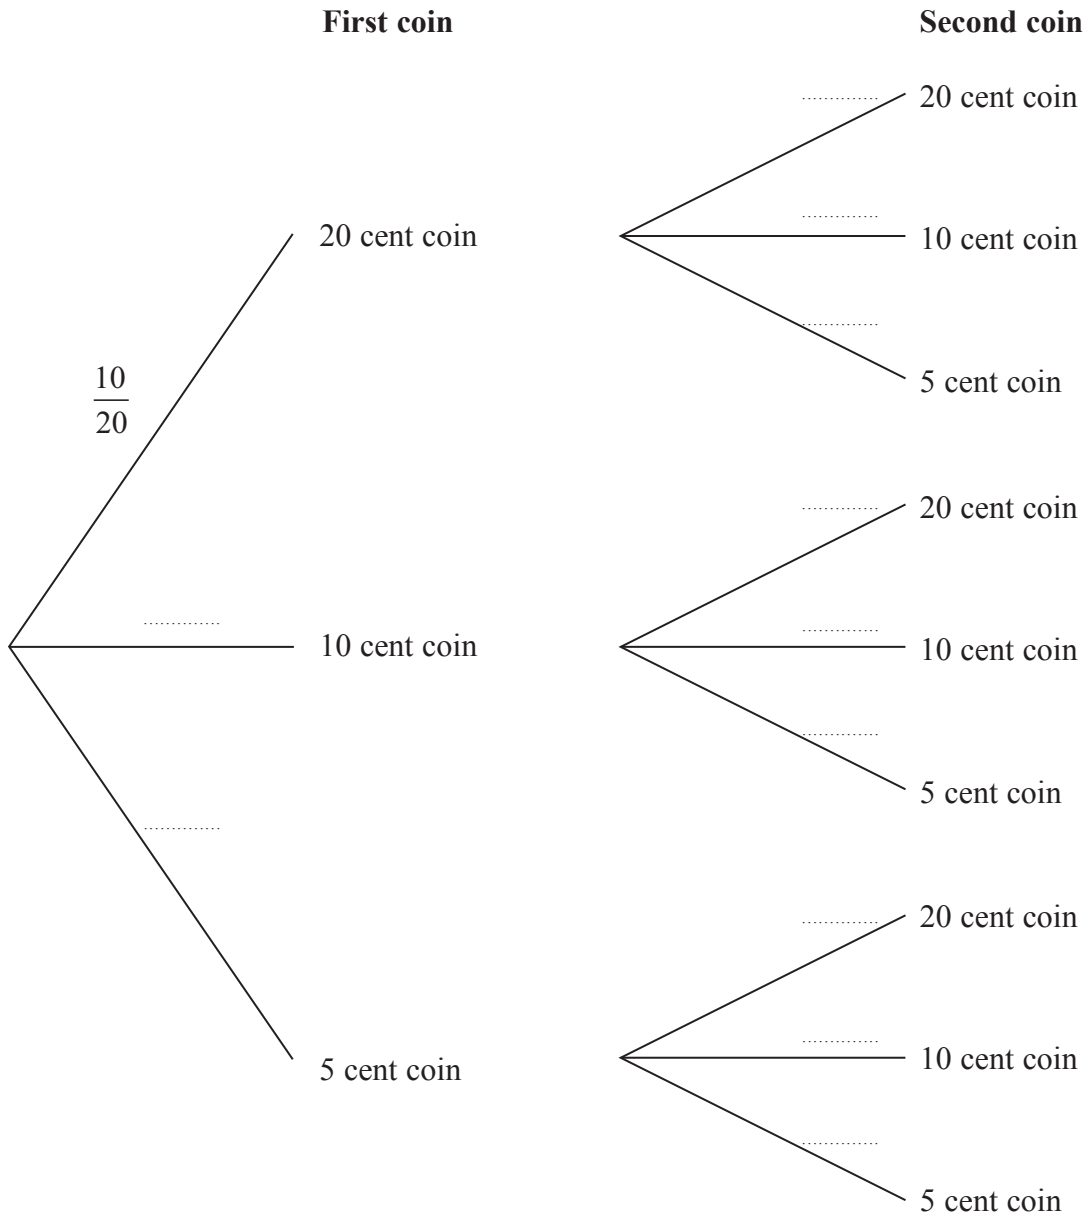 First coin Second coin
20 cent coin
20 cent coin 10 cent coin
5 cent coin
10
20
20 cent coin
10 cent coin 10 cent coin
5 cent coin
20 cent coin
5 cent coin 10 cent coin
5 cent coin